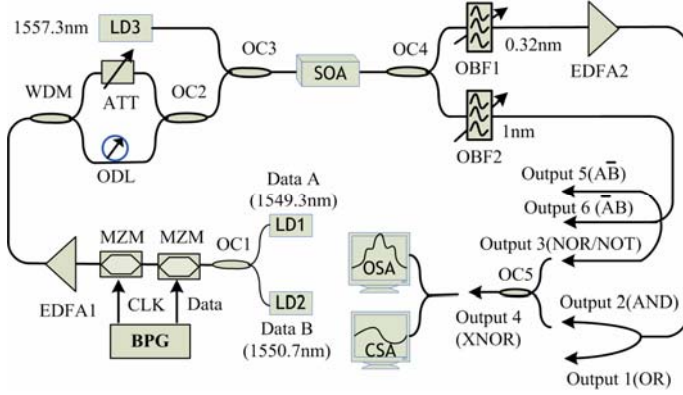 1557.3nm
LD3
OC3
SOA
OC4
OBF1
0.32nm
EDFA2
WDM
ATT
OC2
ODL
OBF2
1nm
Data A
(1549.3nm)
LD1
MZM
MZM
OC1
EDFA1
CLK
Data
BPG
LD2
Data B
(1550.7nm)
OSA
CSA
Output 5(AB̅)
Output 6 (A̅B)
Output 3(NOR/NOT)
OC5
Output 4
(XNOR)
Output 2(AND)
Output 1(OR)